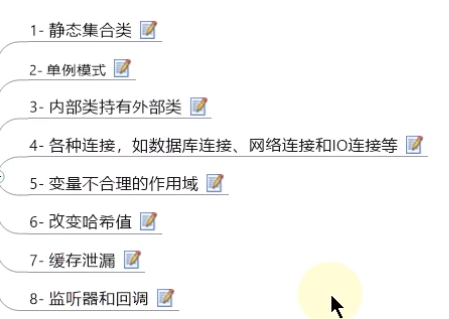 1- 静态集合类
2- 单例模式
3- 内部类持有外部类
4- 各种连接，如数据库连接、网络连接和IO连接等
5- 变量不合理的作用域
6- 改变哈希值
7- 缓存泄漏
8- 监听器和回调